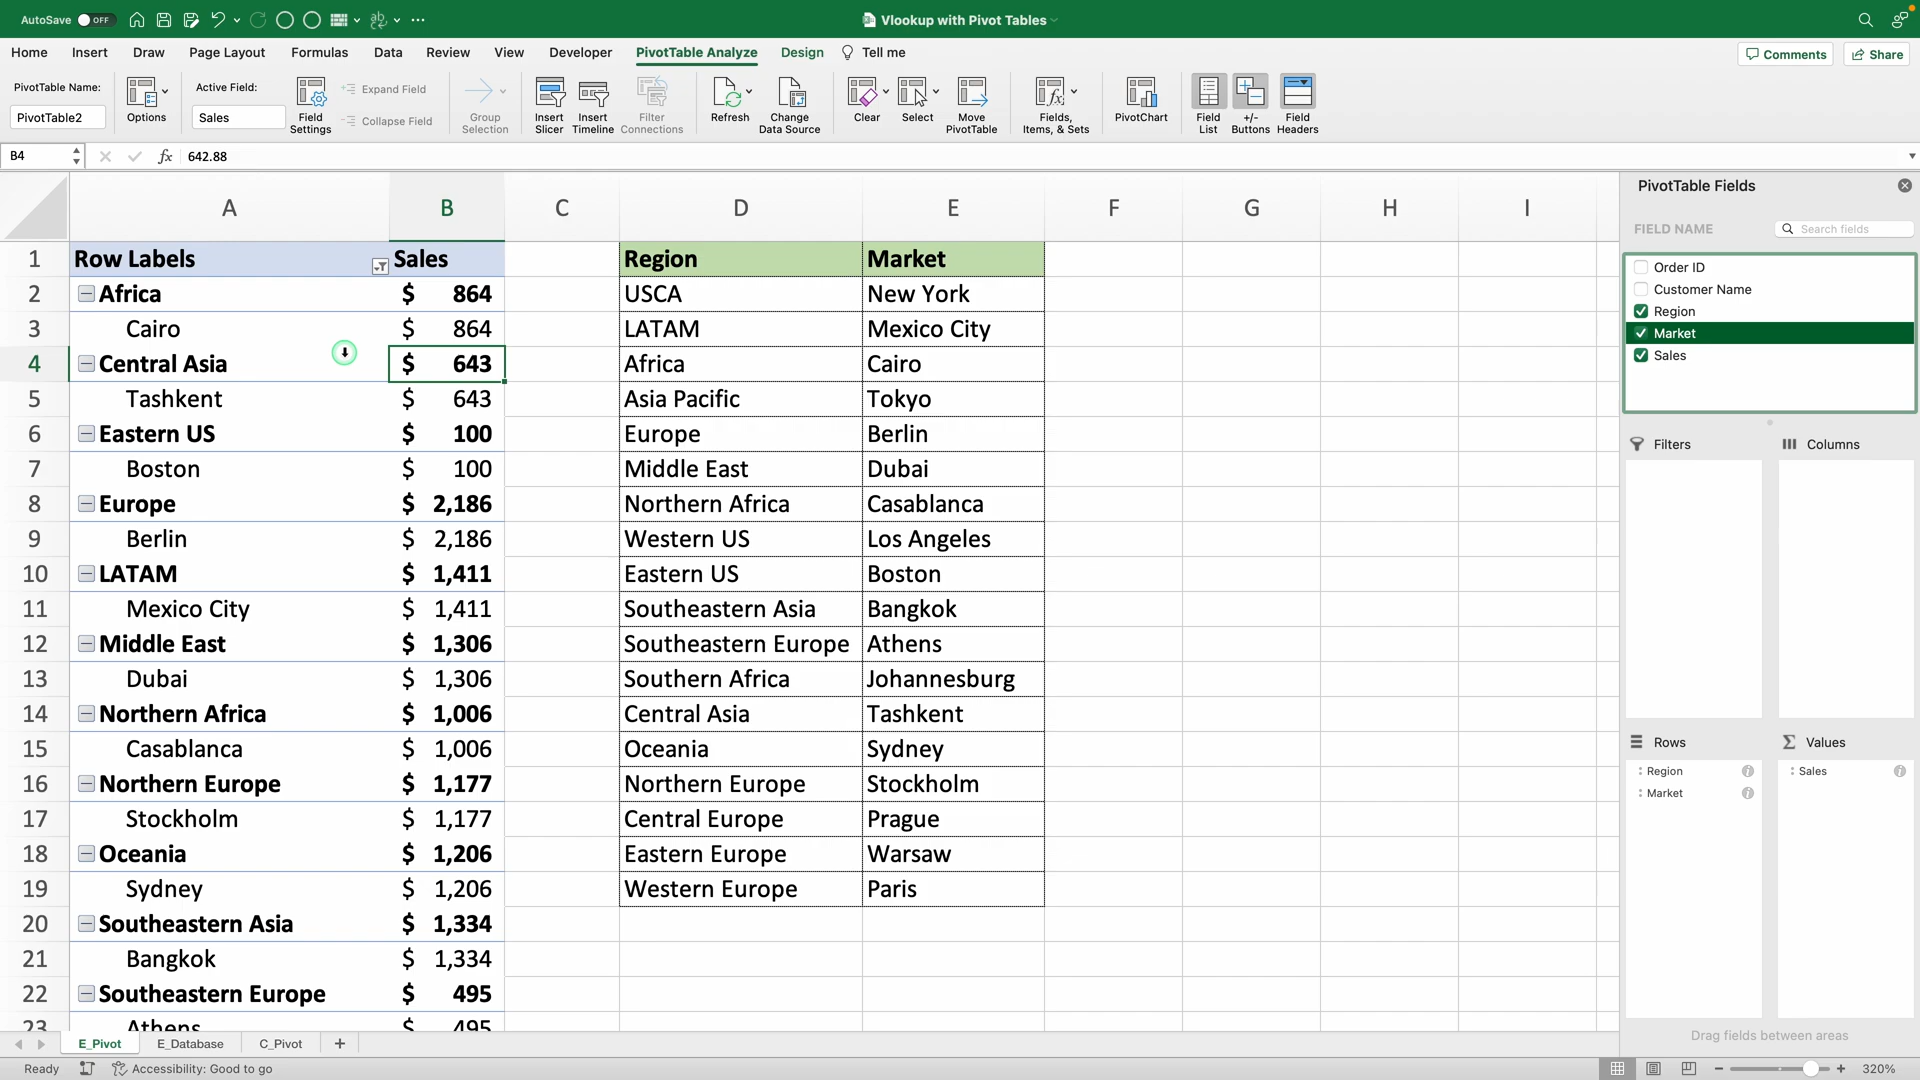 AutoSave OFF Vlookup with Pivot Tables
Home Insert Draw Page Layout Formulas Data Review View Developer PivotTable Analyze Design Tell me Comments Share
PivotTable Name:
PivotTable2
Options
Active Field:
Sales
Field
Settings
Expand Field
Collapse Field
Group
Selection
Insert
Slicer
Insert
Timeline
Filter
Connections
Refresh
Change
Data Source
Clear
Select
Move
PivotTable
Fields,
Items, & Sets
PivotChart
Field
List
+/-
Buttons
Field
Headers
B4 fx 642.88
A B C D E F G H I
1 Row Labels Sales Region Market
2 Africa $ 864 USCA New York
3 Cairo $ 864 LATAM Mexico City
4 Central Asia $ 643 Africa Cairo
5 Tashkent $ 643 Asia Pacific Tokyo
6 Eastern US $ 100 Europe Berlin
7 Boston $ 100 Middle East Dubai
8 Europe $ 2,186 Northern Africa Casablanca
9 Berlin $ 2,186 Western US Los Angeles
10 LATAM $ 1,411 Eastern US Boston
11 Mexico City $ 1,411 Southeastern Asia Bangkok
12 Middle East $ 1,306 Southeastern Europe Athens
13 Dubai $ 1,306 Southern Africa Johannesburg
14 Northern Africa $ 1,006 Central Asia Tashkent
15 Casablanca $ 1,006 Oceania Sydney
16 Northern Europe $ 1,177 Northern Europe Stockholm
17 Stockholm $ 1,177 Central Europe Prague
18 Oceania $ 1,206 Eastern Europe Warsaw
19 Sydney $ 1,206 Western Europe Paris
20 Southeastern Asia $ 1,334
21 Bangkok $ 1,334
22 Southeastern Europe $ 495
23 Athens $ 495
PivotTable Fields
FIELD NAME Search fields
Order ID
Customer Name
Region
Market
Sales
Filters Columns
Rows Values
Region Sales
Market
Drag fields between areas
E_Pivot E_Database C_Pivot +
Ready Accessibility: Good to go 320%